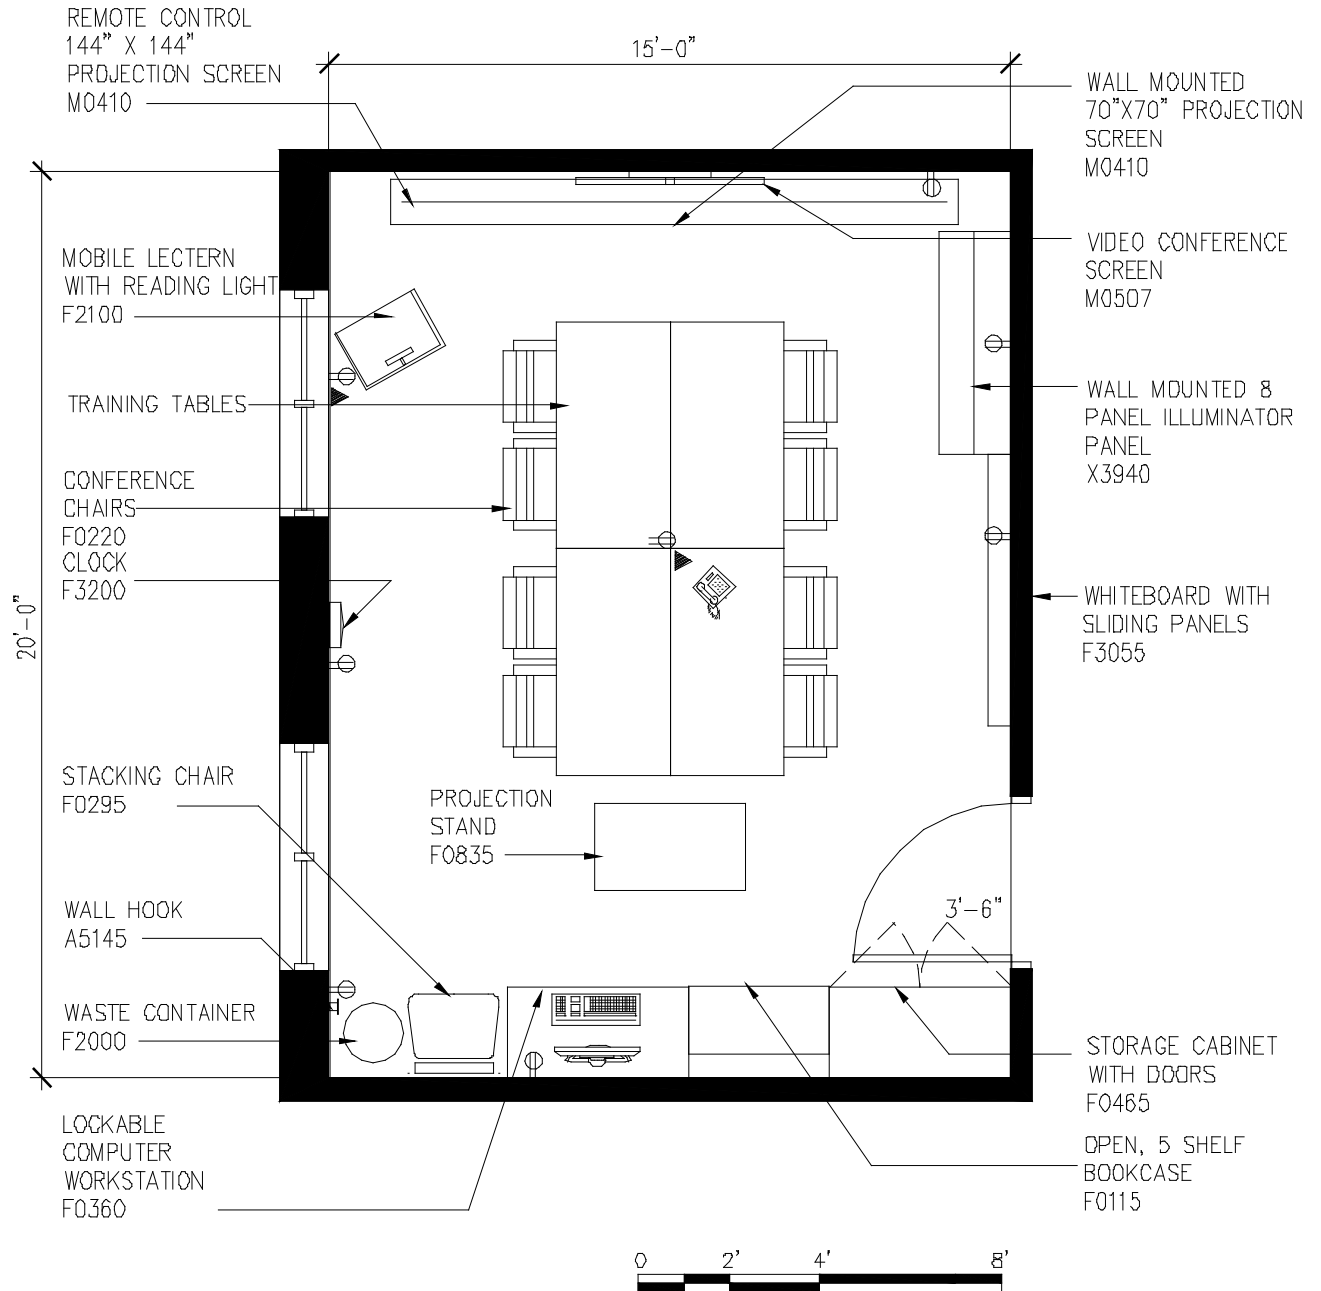 REMOTE CONTROL
144" X 144"
PROJECTION SCREEN
M0410
15'-0"
WALL MOUNTED
70"X70" PROJECTION
SCREEN
M0410
MOBILE LECTERN
WITH READING LIGHT
F2100
VIDEO CONFERENCE
SCREEN
M0507
TRAINING TABLES
WALL MOUNTED 8
PANEL ILLUMINATOR
PANEL
X3940
CONFERENCE
CHAIRS
F0220
CLOCK
F3200
20'-0"
WHITEBOARD WITH
SLIDING PANELS
F3055
STACKING CHAIR
F0295
PROJECTION
STAND
F0835
3'-6"
WALL HOOK
A5145
WASTE CONTAINER
F2000
STORAGE CABINET
WITH DOORS
F0465
LOCKABLE
COMPUTER
WORKSTATION
F0360
OPEN, 5 SHELF
BOOKCASE
F0115
0 2' 4' 8'